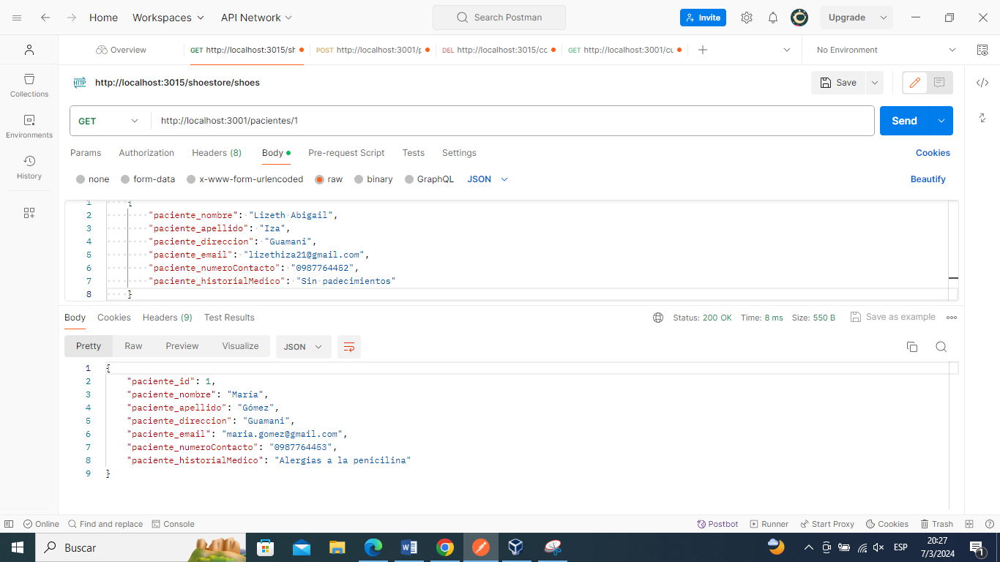 Home Workspaces API Network Search Postman Invite Upgrade
Overview GET http://localhost:3015/sh POST http://localhost:3001/p DEL http://localhost:3015/cc GET http://localhost:3001/cu No Environment
HTTP http://localhost:3015/shoestore/shoes Save
GET http://localhost:3001/pacientes/1 Send
Collections
Environments
History
Params Authorization Headers (8) Body Pre-request Script Tests Settings Cookies
none form-data x-www-form-urlencoded raw binary GraphQL JSON Beautify
1 {
2 "paciente_nombre": "Lizeth Abigail",
3 "paciente_apellido": "Iza",
4 "paciente_direccion": "Guamani",
5 "paciente_email": "lizethiza21@gmail.com",
6 "paciente_numeroContacto": "0987764452",
7 "paciente_historialMedico": "Sin padecimientos"
8 }
Body Cookies Headers (9) Test Results Status: 200 OK Time: 8 ms Size: 550 B Save as example
Pretty Raw Preview Visualize JSON
1 {
2 "paciente_id": 1,
3 "paciente_nombre": "María",
4 "paciente_apellido": "Gómez",
5 "paciente_direccion": "Guamani",
6 "paciente_email": "maria.gomez@gmail.com",
7 "paciente_numeroContacto": "0987764453",
8 "paciente_historialMedico": "Alergias a la penicilina"
9 }
Online Find and replace Console Postbot Runner Start Proxy Cookies Trash
Buscar ESP 20:27
7/3/2024 1